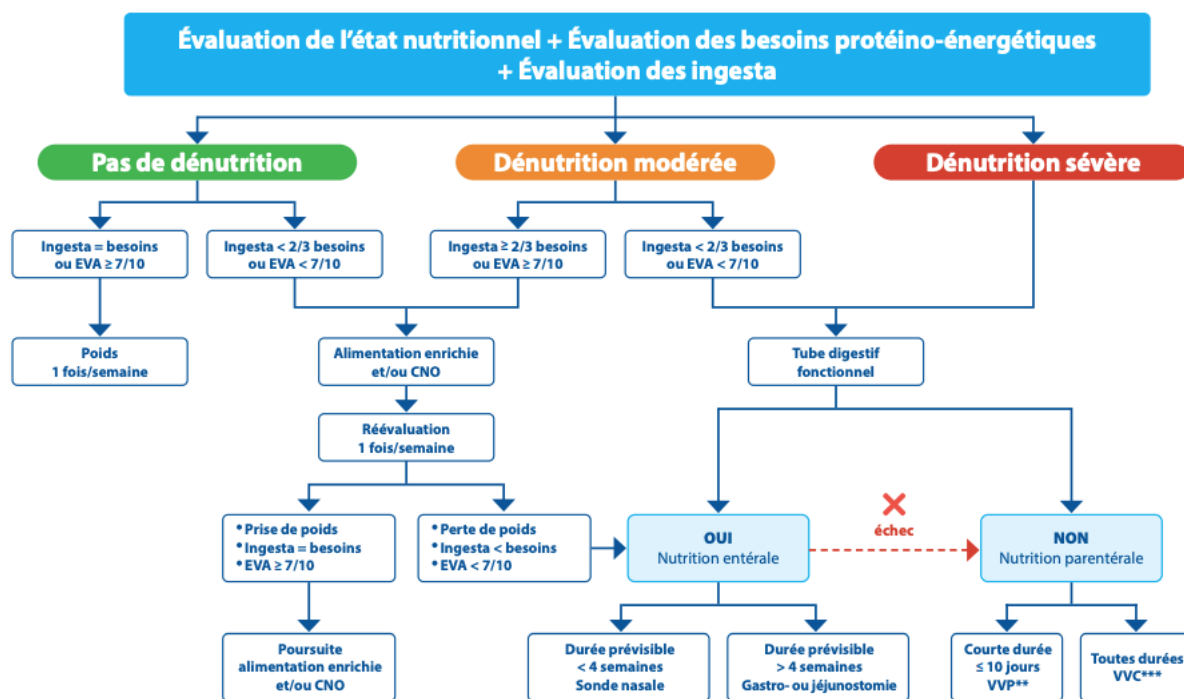 Évaluation de l'état nutritionnel + Évaluation des besoins protéino-énergétiques
+ Évaluation des ingesta
Pas de dénutrition
Dénutrition modérée
Dénutrition sévère
Ingesta = besoins
ou EVA ≥ 7/10
Ingesta < 2/3 besoins
ou EVA < 7/10
Ingesta ≥ 2/3 besoins
ou EVA ≥ 7/10
Ingesta < 2/3 besoins
ou EVA < 7/10
Poids
1 fois/semaine
Alimentation enrichie
et/ou CNO
Tube digestif
fonctionnel
Réévaluation
1 fois/semaine
• Prise de poids
• Ingesta = besoins
• EVA ≥ 7/10
• Perte de poids
• Ingesta < besoins
• EVA < 7/10
OUI
Nutrition entérale
échec
NON
Nutrition parentérale
Poursuite
alimentation enrichie
et/ou CNO
Durée prévisible
< 4 semaines
Sonde nasale
Durée prévisible
> 4 semaines
Gastro- ou jéjunostomie
Courte durée
≤ 10 jours
VVP**
Toutes durées
VVC***